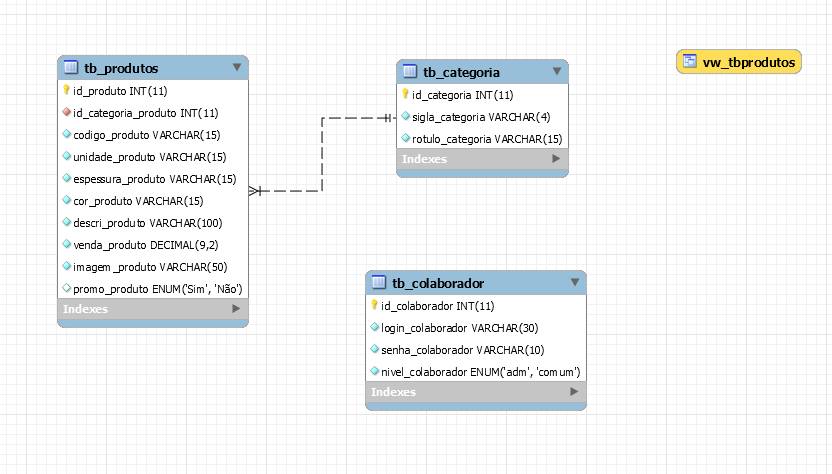 tb_produtos
id_produto INT(11)
id_categoria_produto INT(11)
codigo_produto VARCHAR(15)
unidade_produto VARCHAR(15)
espessura_produto VARCHAR(15)
cor_produto VARCHAR(15)
descri_produto VARCHAR(100)
venda_produto DECIMAL(9,2)
imagem_produto VARCHAR(50)
promo_produto ENUM('Sim', 'Não')
Indexes
tb_categoria
id_categoria INT(11)
sigla_categoria VARCHAR(4)
rotulo_categoria VARCHAR(15)
Indexes
vw_tbprodutos
tb_colaborador
id_colaborador INT(11)
login_colaborador VARCHAR(30)
senha_colaborador VARCHAR(10)
nivel_colaborador ENUM('adm', 'comum')
Indexes